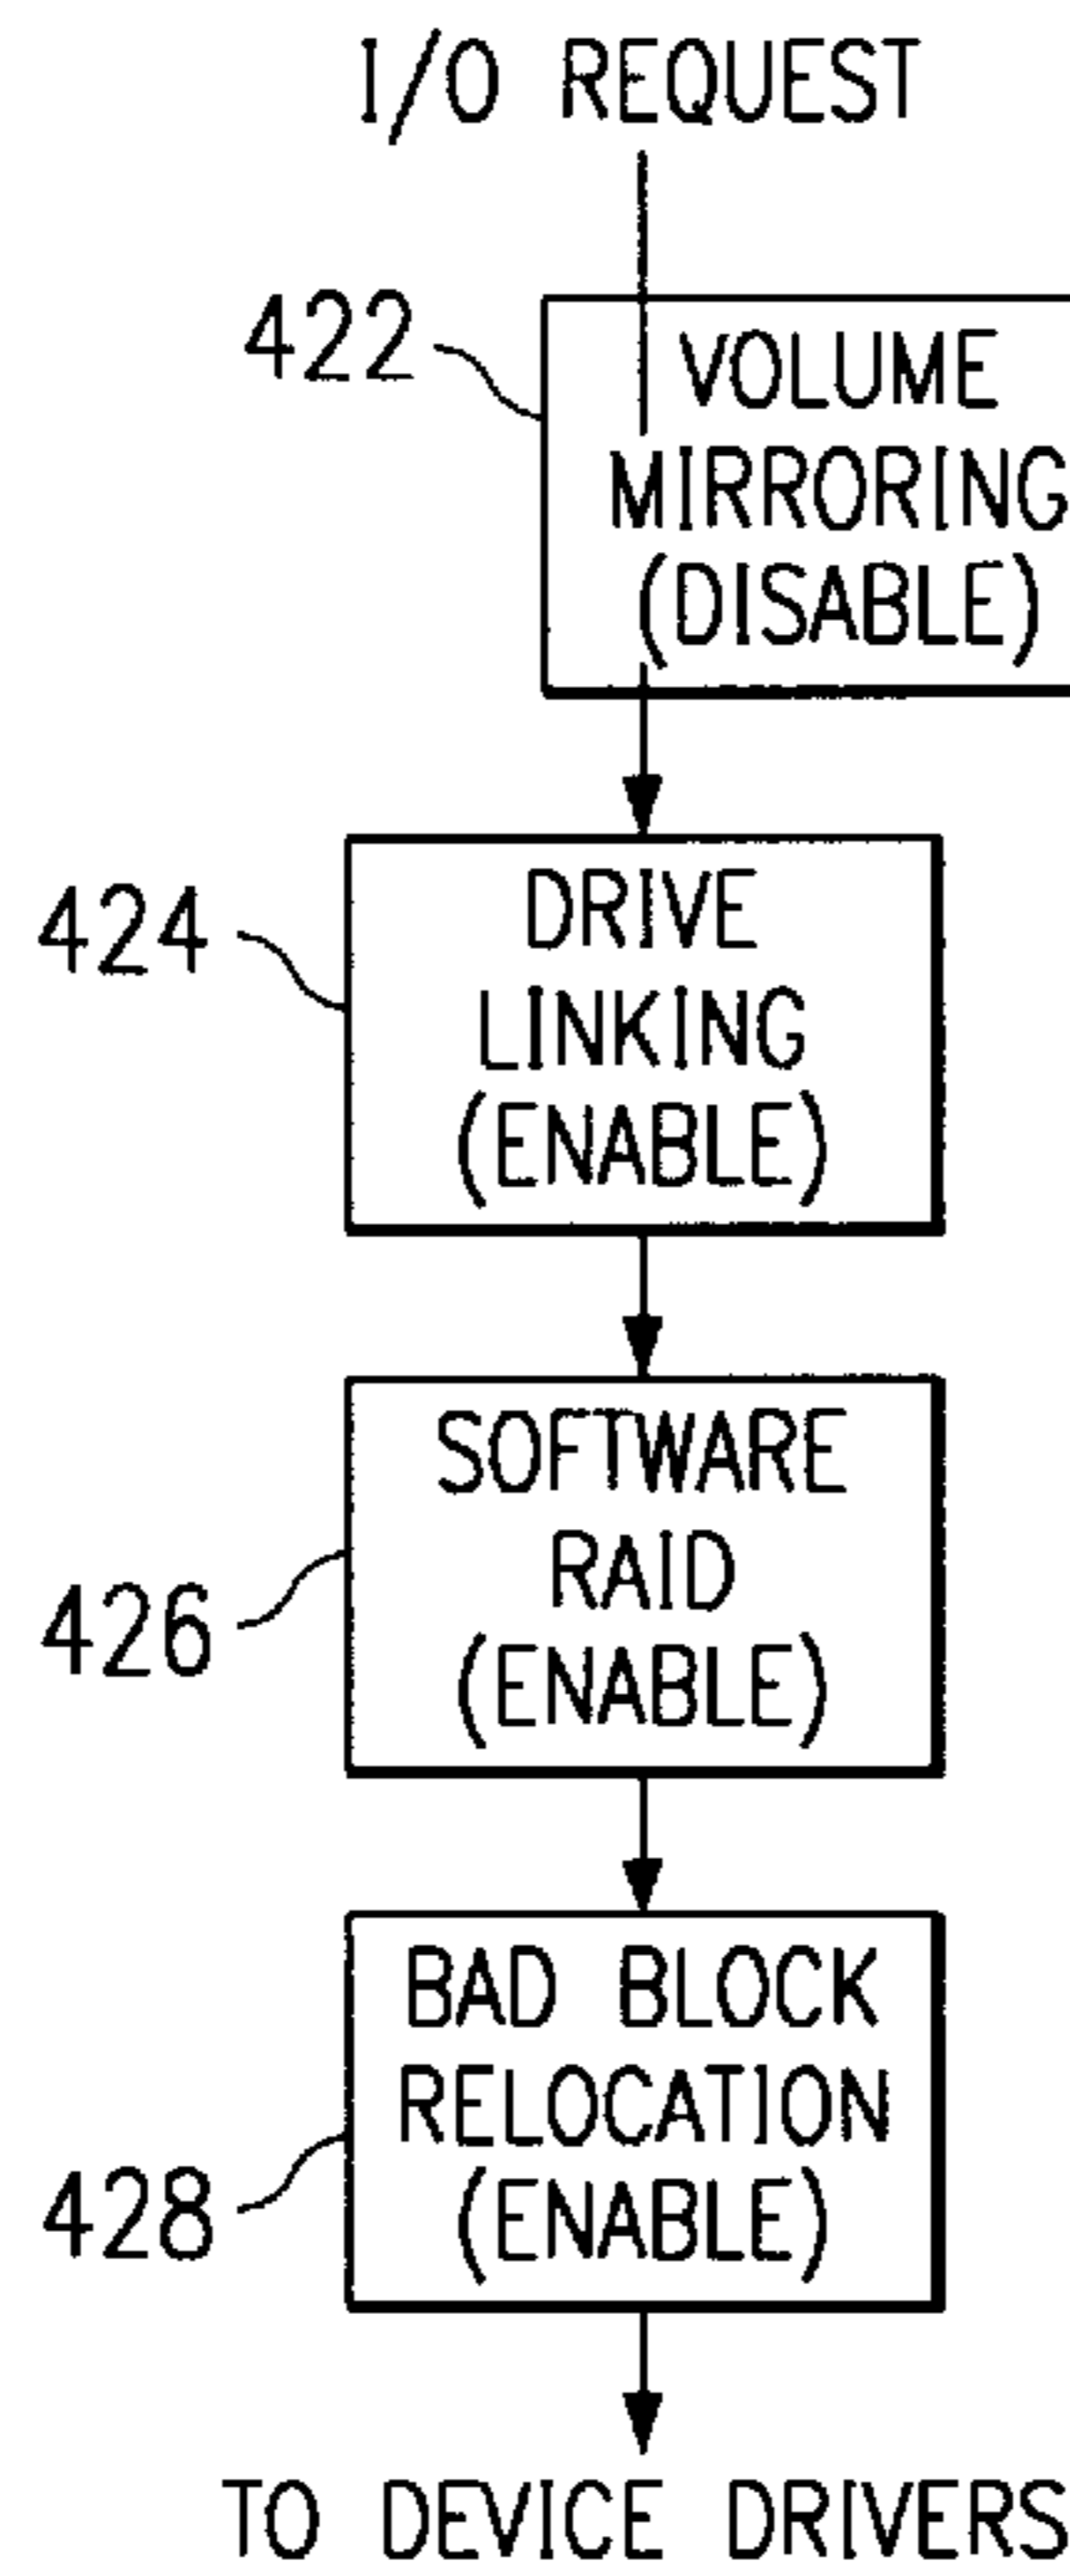 I/O REQUEST
422
VOLUME
MIRRORING
(DISABLE)
424
DRIVE
LINKING
(ENABLE)
SOFTWARE
RAID
(ENABLE)
426
BAD BLOCK
RELOCATION
(ENABLE)
428
TO DEVICE DRIVERS